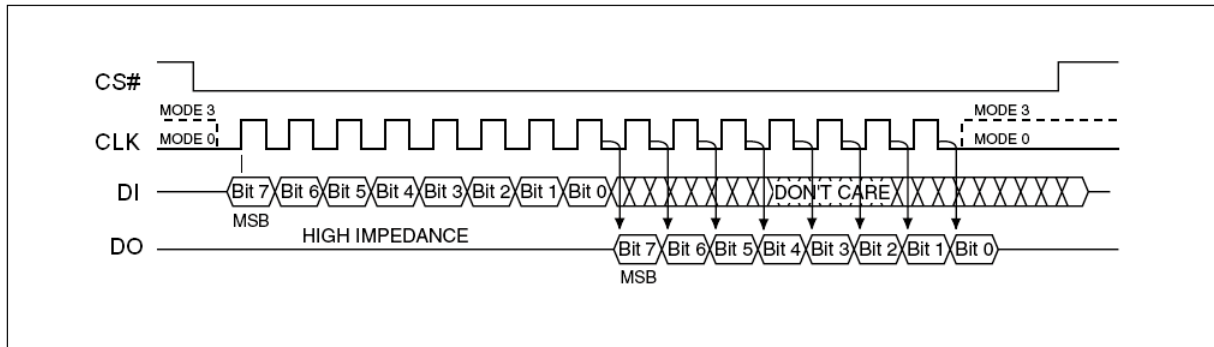 CS#
MODE 3 MODE 3
CLK MODE 0 MODE 0
DI Bit 7 Bit 6 Bit 5 Bit 4 Bit 3 Bit 2 Bit 1 Bit 0 DON'T CARE
MSB
HIGH IMPEDANCE
DO Bit 7 Bit 6 Bit 5 Bit 4 Bit 3 Bit 2 Bit 1 Bit 0
MSB